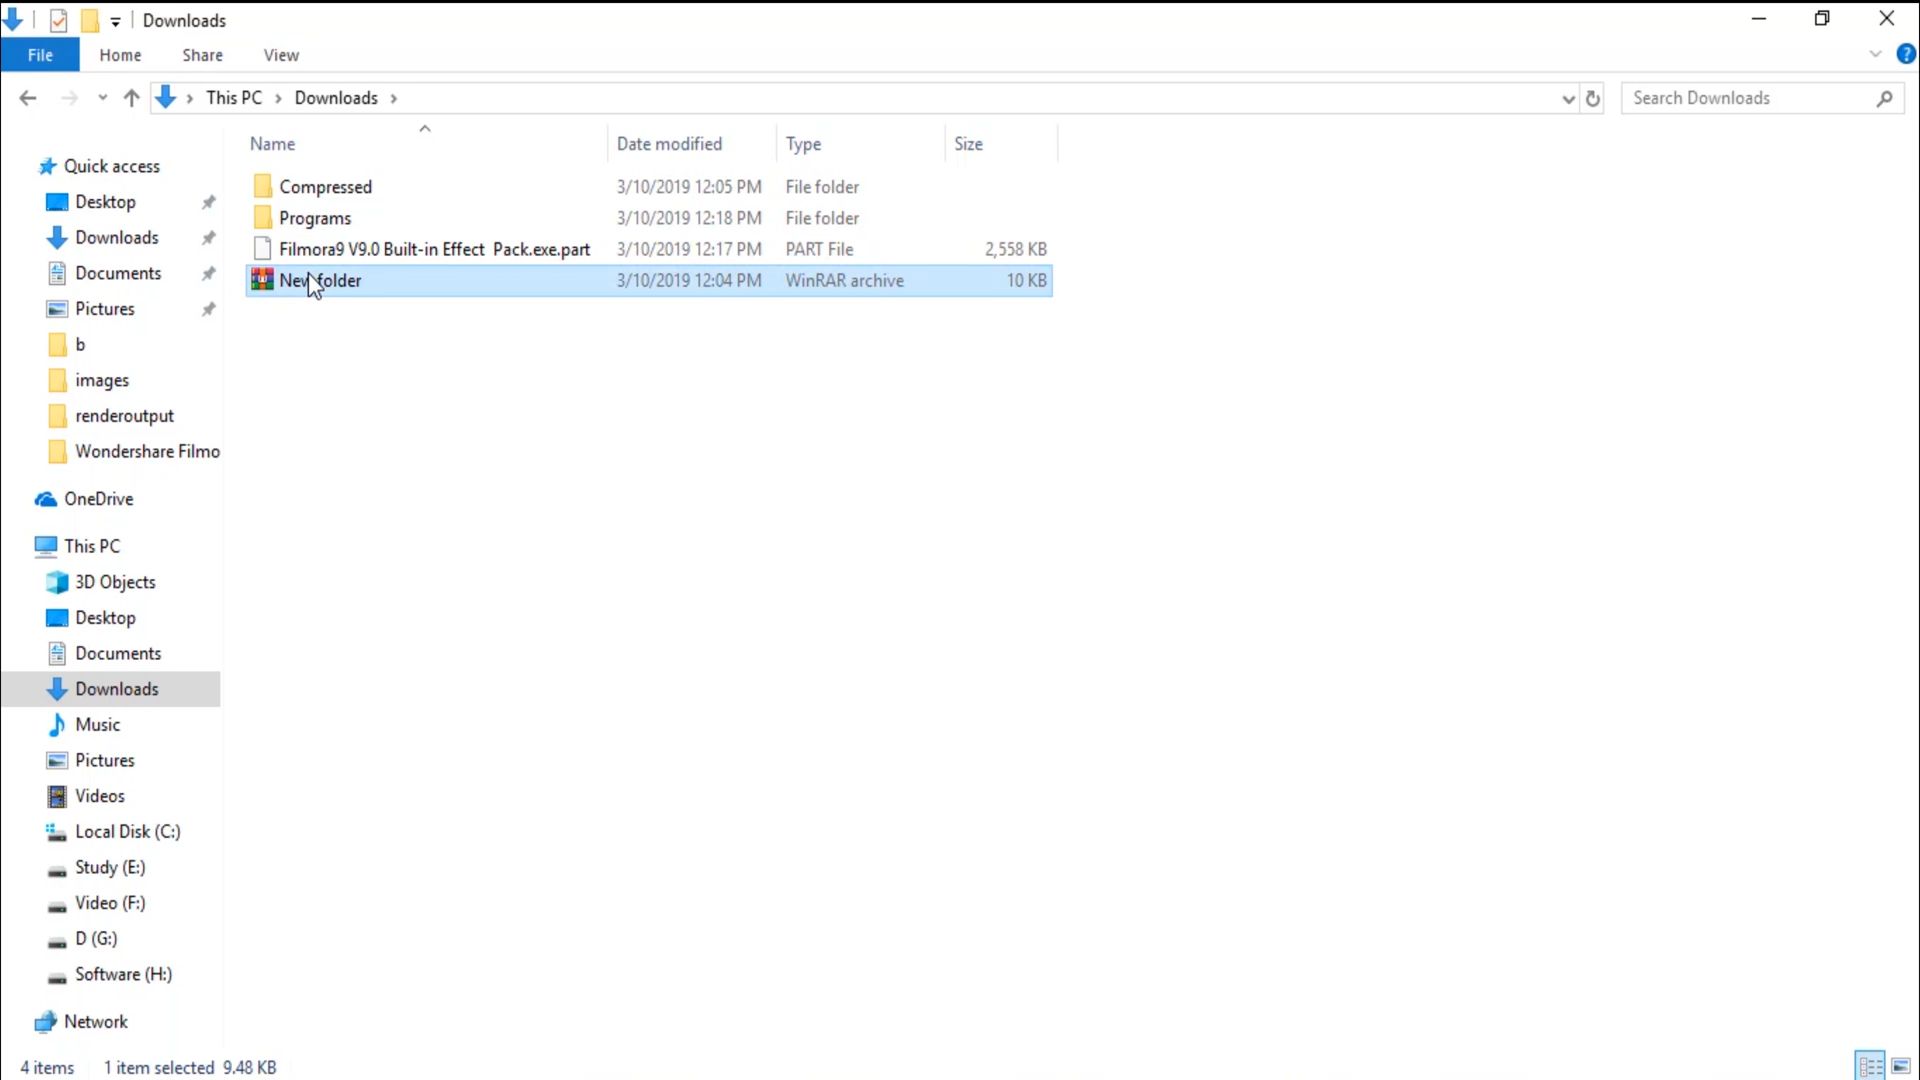 Downloads
File Home Share View ?
This PC Downloads Search Downloads
Name Date modified Type Size
Compressed 3/10/2019 12:05 PM File folder
Programs 3/10/2019 12:18 PM File folder
Filmora9 V9.0 Built-in Effect Pack.exe.part 3/10/2019 12:17 PM PART File 2,558 KB
New folder 3/10/2019 12:04 PM WinRAR archive 10 KB
Quick access
Desktop
Downloads
Documents
Pictures
b
images
renderoutput
Wondershare Filmo
OneDrive
This PC
3D Objects
Desktop
Documents
Downloads
Music
Pictures
Videos
Local Disk (C:)
Study (E:)
Video (F:)
D (G:)
Software (H:)
Network
4 items 1 item selected 9.48 KB